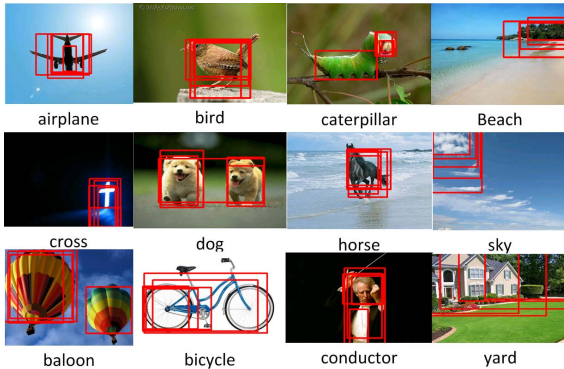 airplane
bird
caterpillar
Beach
cross
dog
horse
sky
baloon
bicycle
conductor
yard